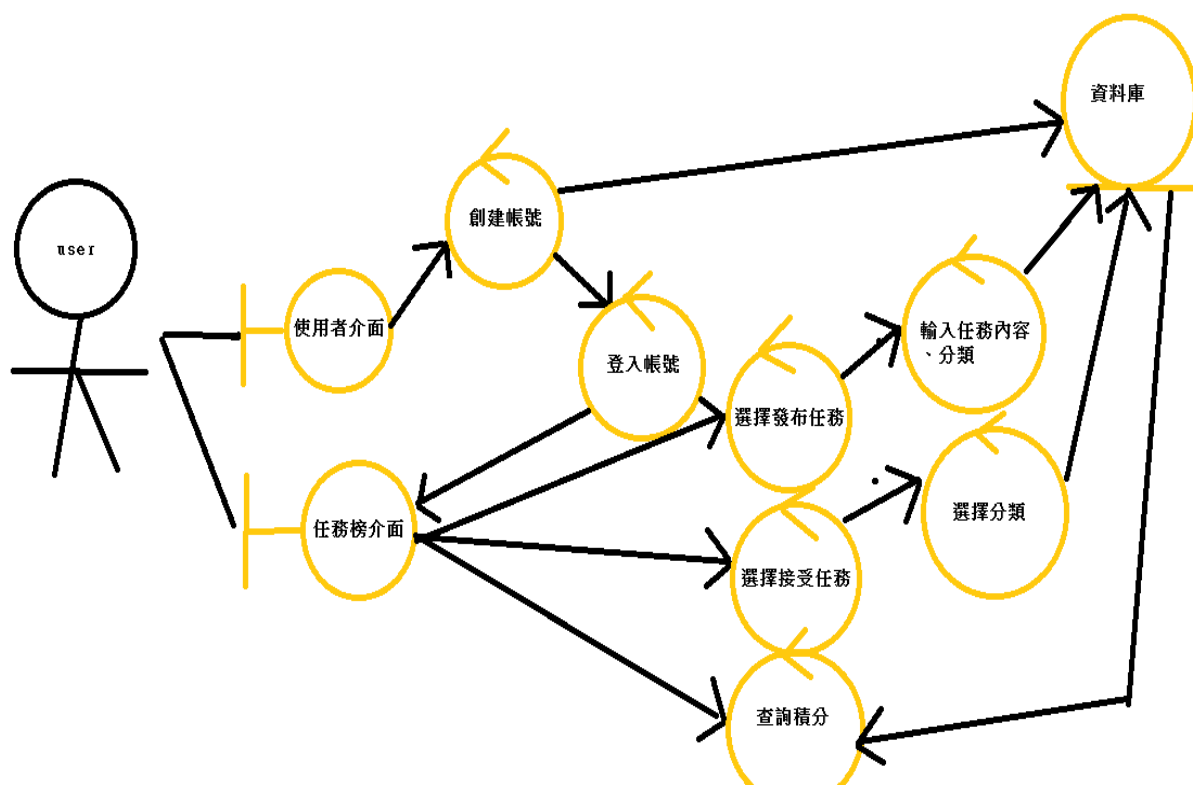 資料庫
創建帳號
user
使用者介面
登入帳號
輸入任務內容
、分類
選擇發布任務
任務榜介面
選擇分類
選擇接受任務
查詢積分